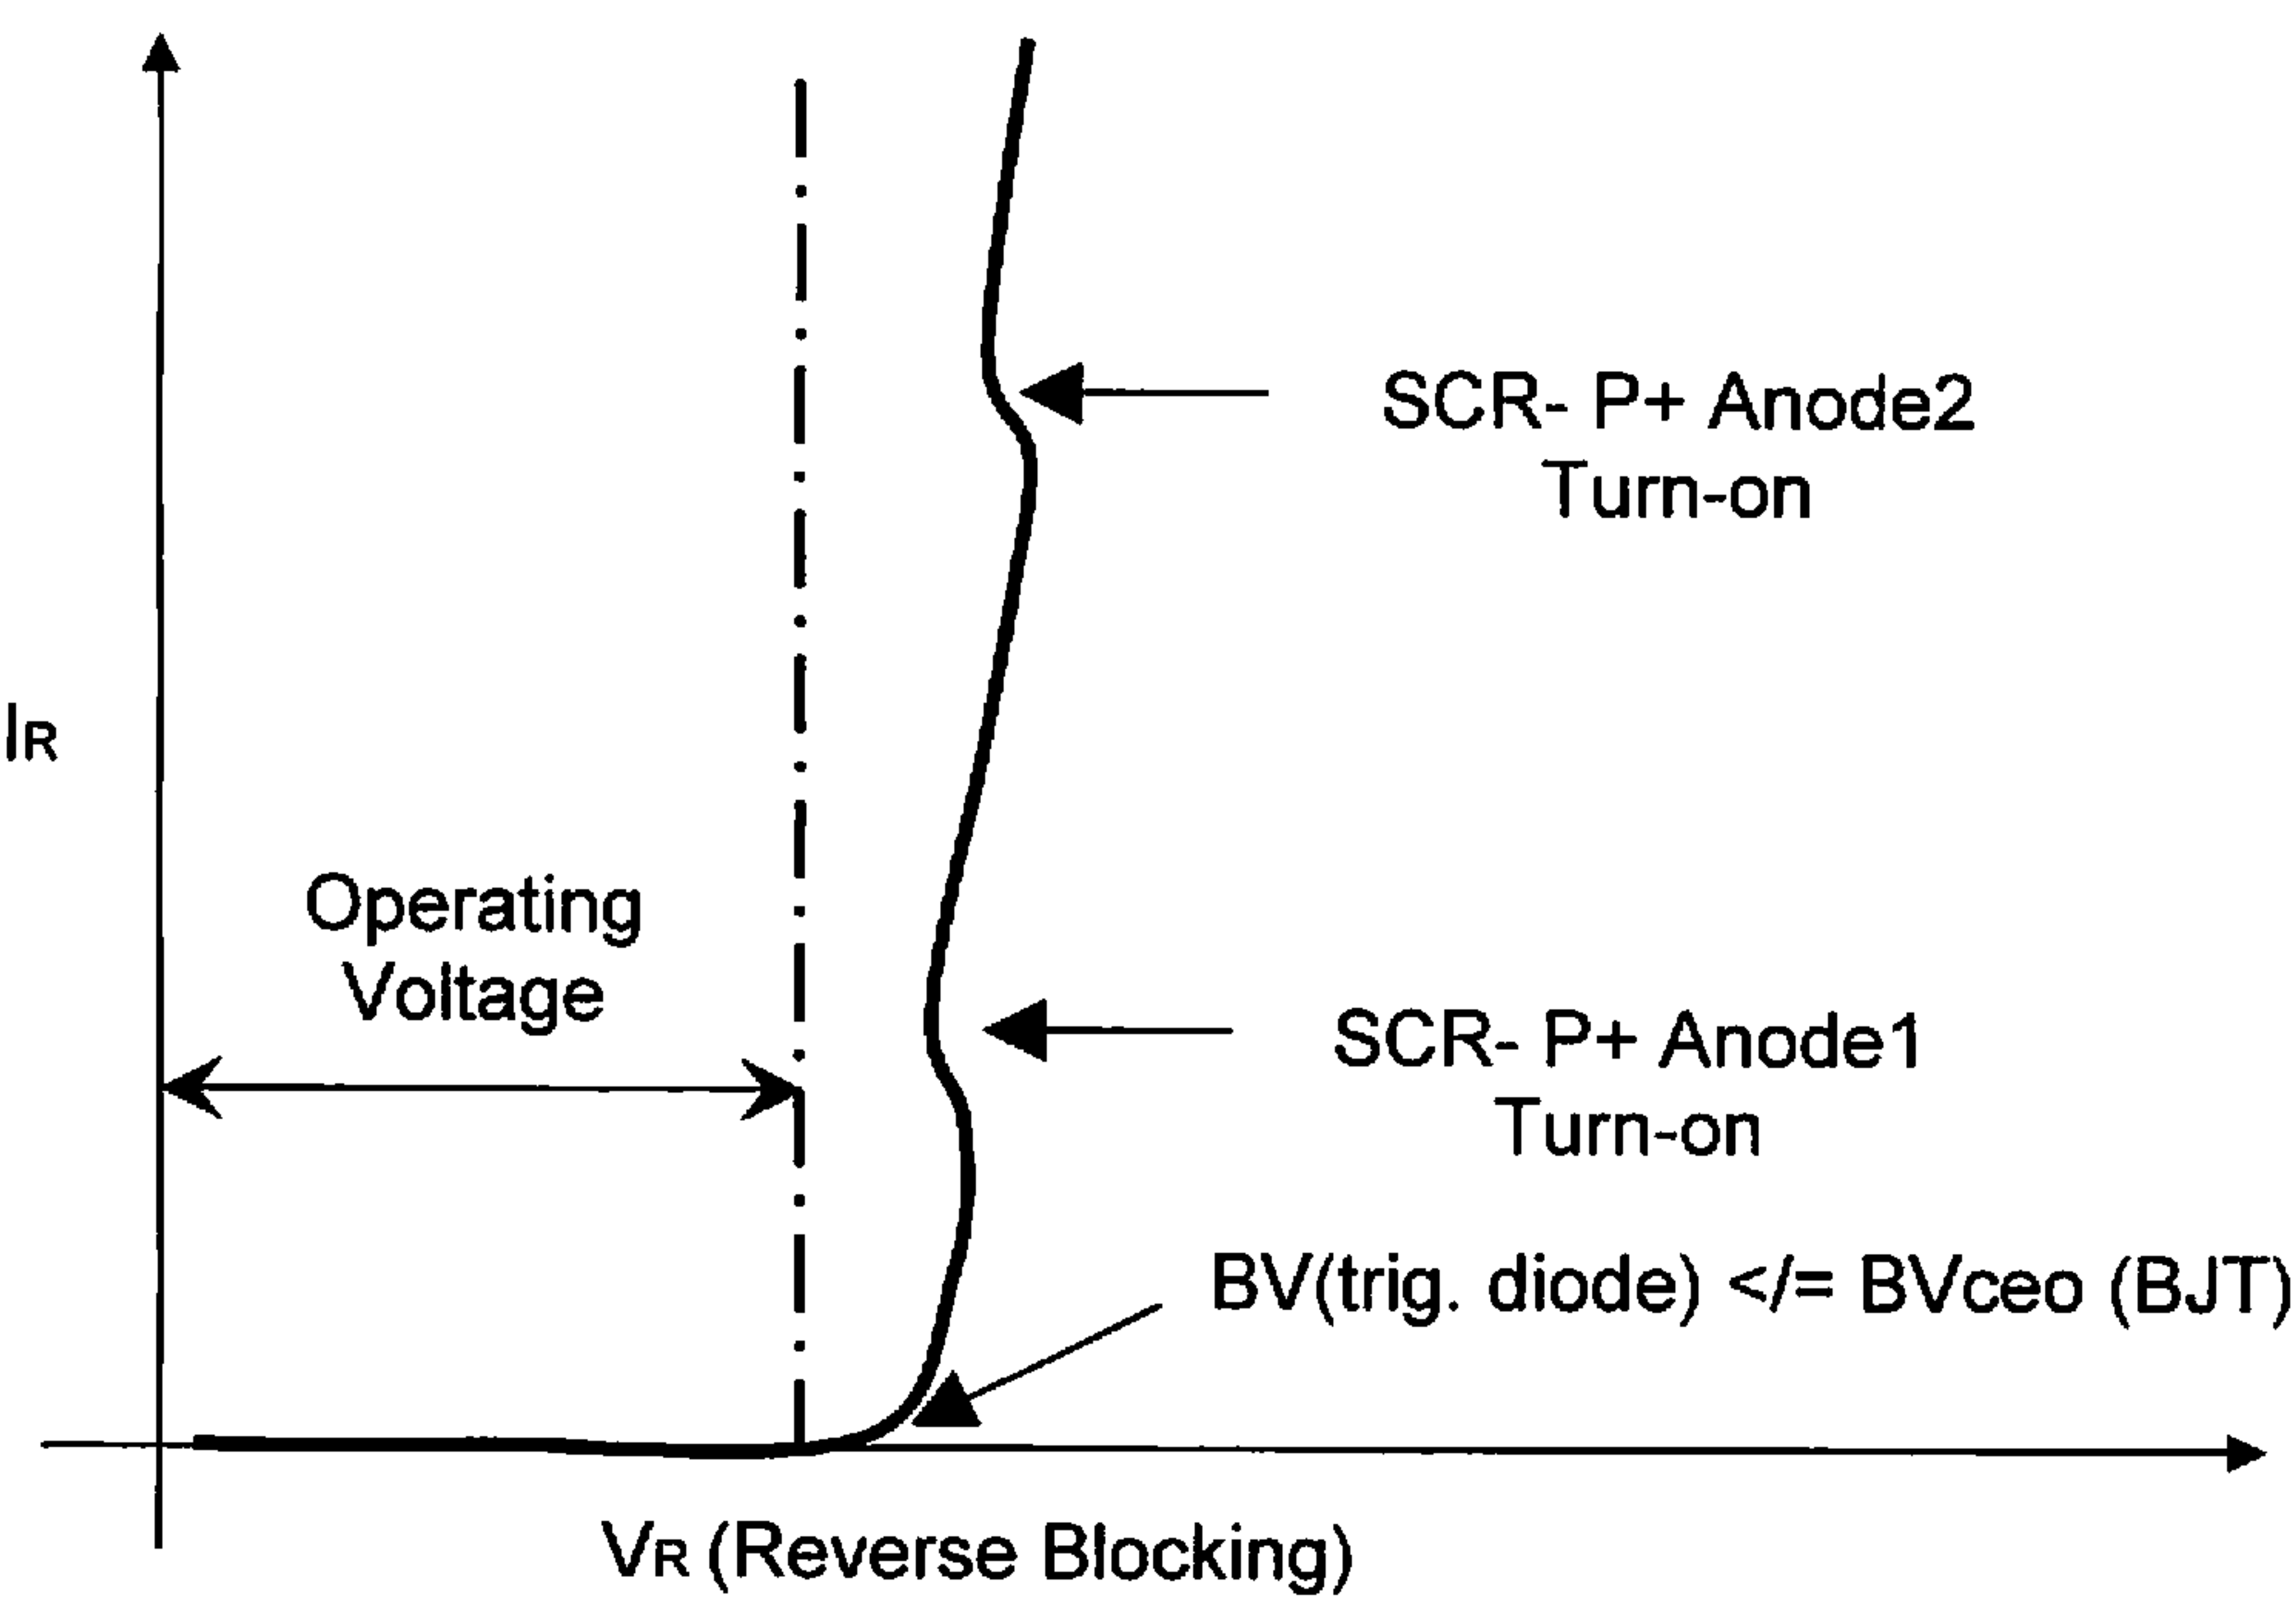 SCR- P+ Anode2
Turn-on
IR
Operating
Voltage
SCR- P+ Anode1
Turn-on
BV(trig. diode) </= BVceo (BJT)
VR (Reverse Blocking)